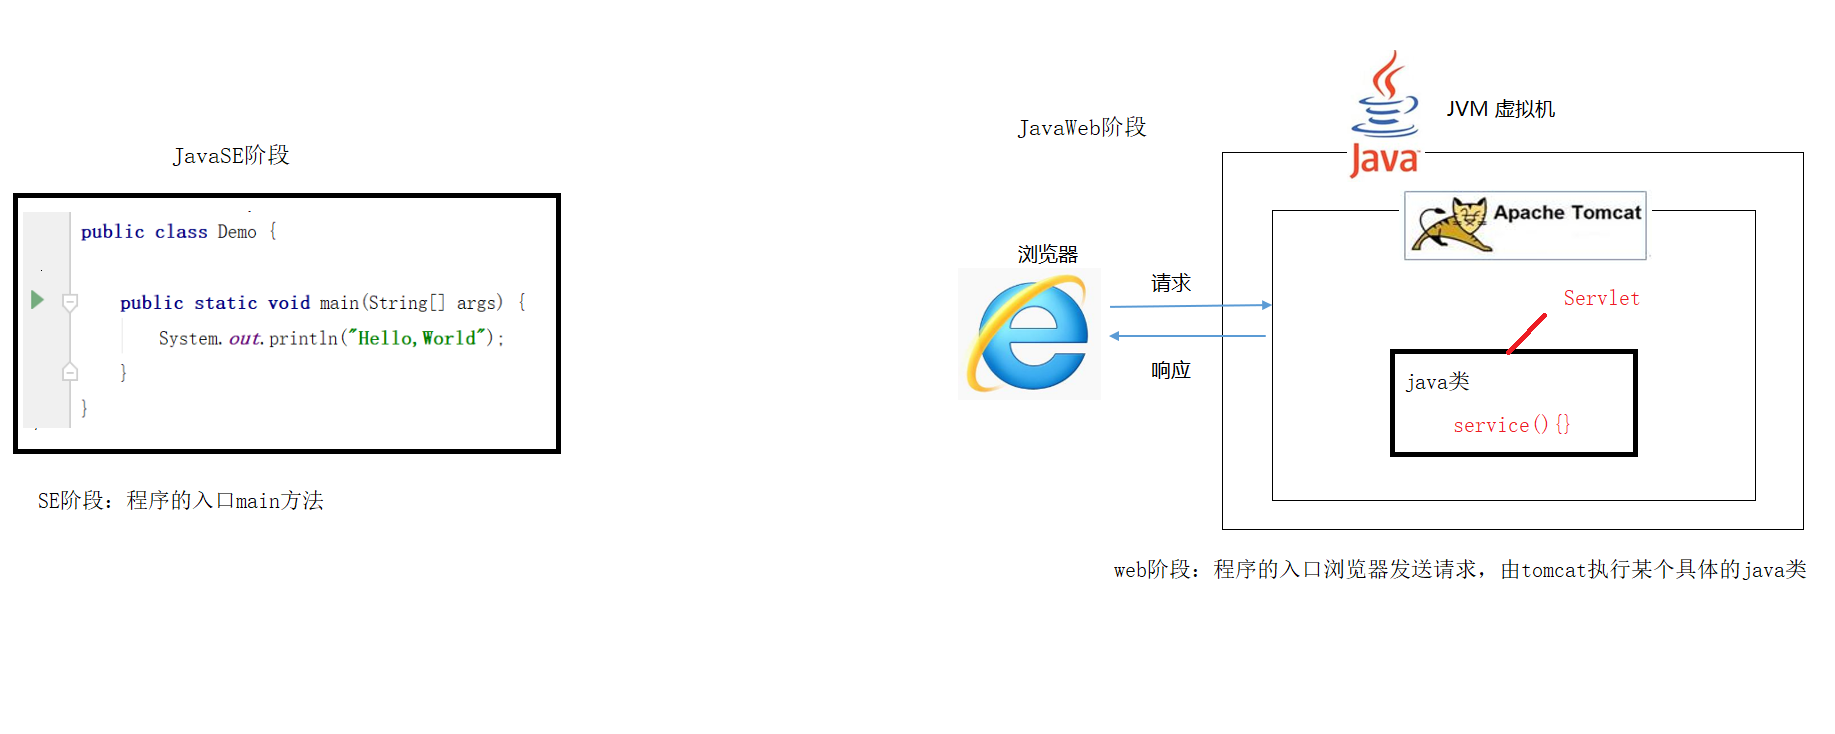 JavaSE阶段
public class Demo {
public static void main(String[] args) {
System.out.println("Hello,World");
}
}
SE阶段：程序的入口main方法
JavaWeb阶段
Java
JVM 虚拟机
Apache Tomcat
浏览器
请求
响应
Servlet
java类
service(){}
web阶段：程序的入口浏览器发送请求，由tomcat执行某个具体的java类